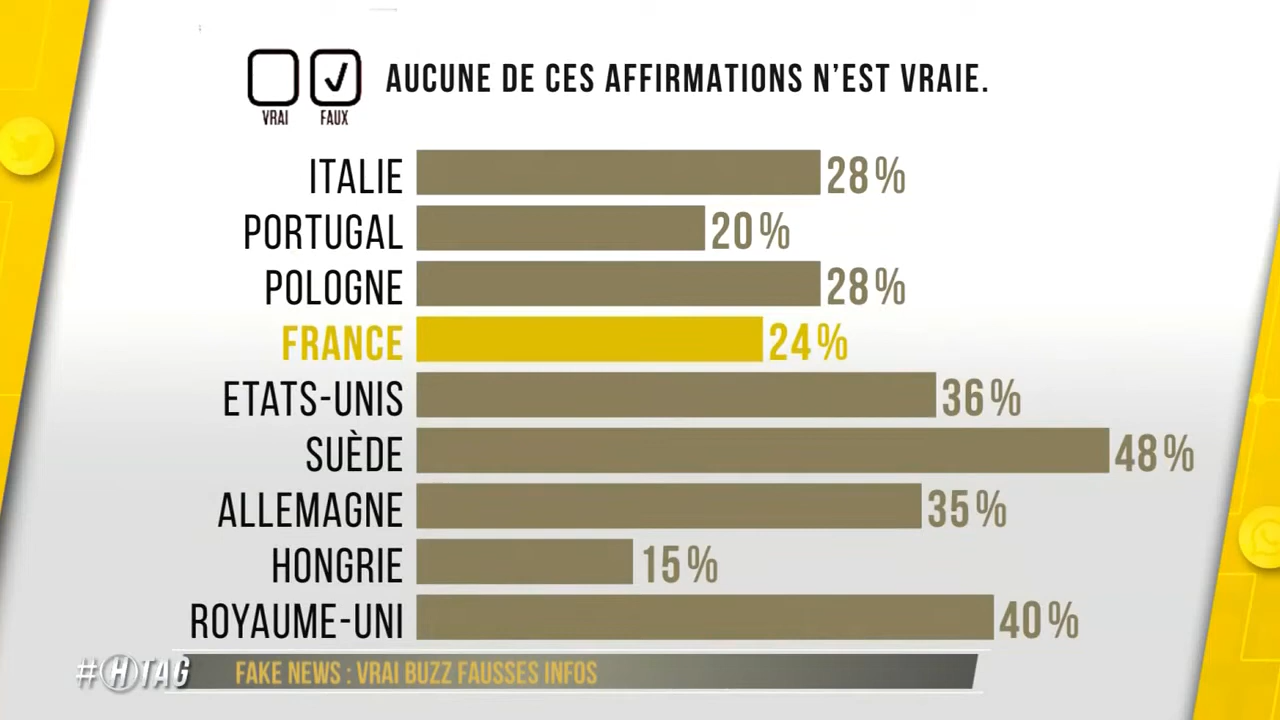 AUCUNE DE CES AFFIRMATIONS N'EST VRAIE.
VRAI FAUX
ITALIE 28%
PORTUGAL 20%
POLOGNE 28%
FRANCE 24%
ETATS-UNIS 36%
SUÈDE 48%
ALLEMAGNE 35%
HONGRIE 15%
ROYAUME-UNI 40%
#HTAG FAKE NEWS : VRAI BUZZ FAUSSES INFOS